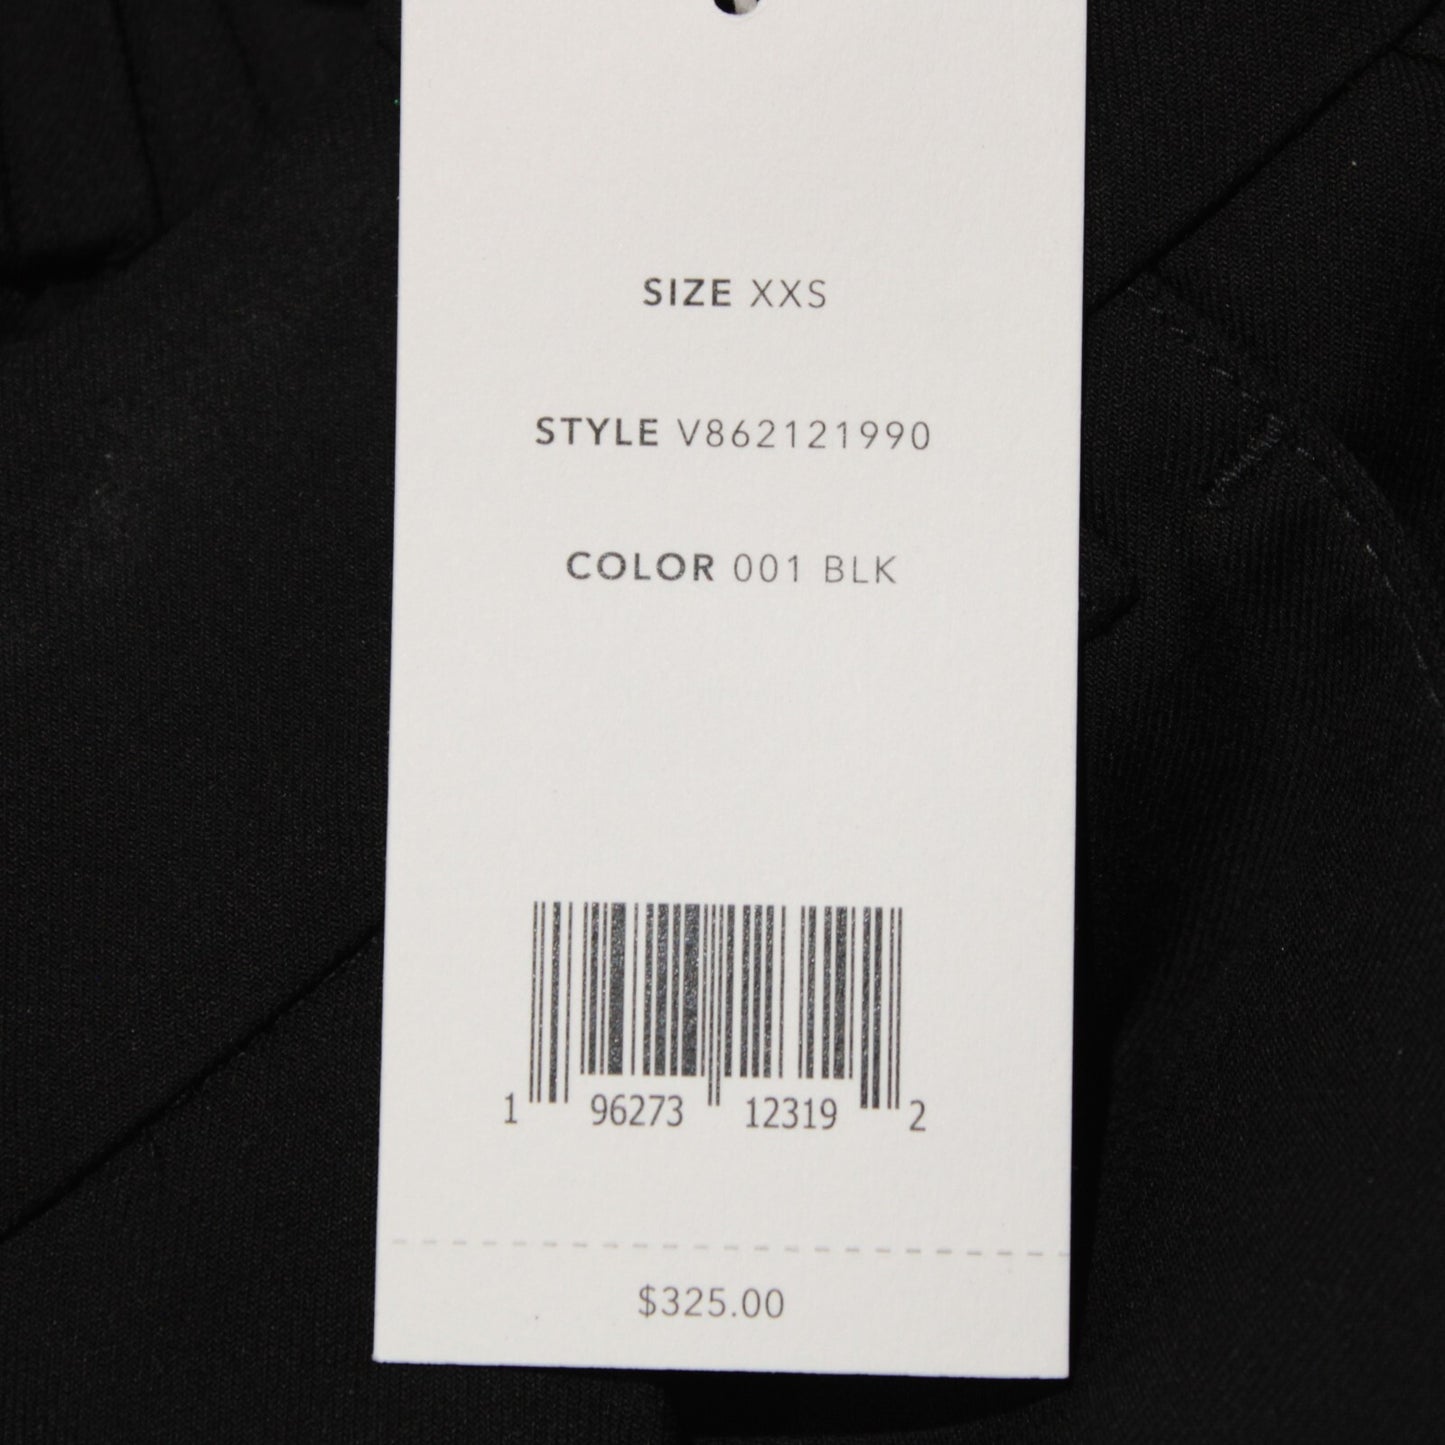 SIZE XXS
STYLE V862121990
COLOR 001 BLK
1 96273 12319 2
$325.00